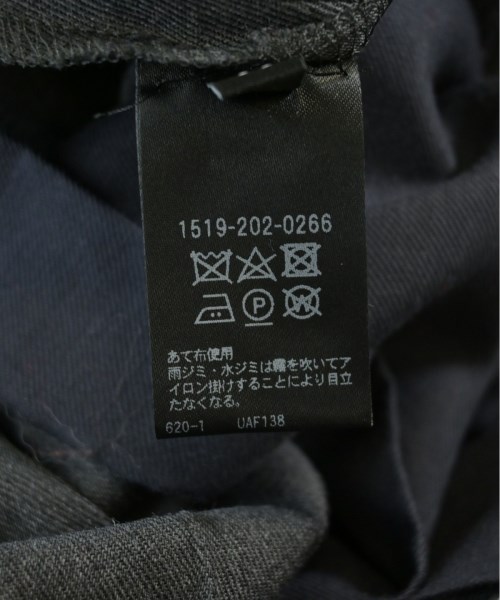 1519-202-0266
P W
あて布使用
雨ジミ・水ジミは霧を吹いてア
イロン掛けすることにより目立
たなくなる。
620-1 UAF138